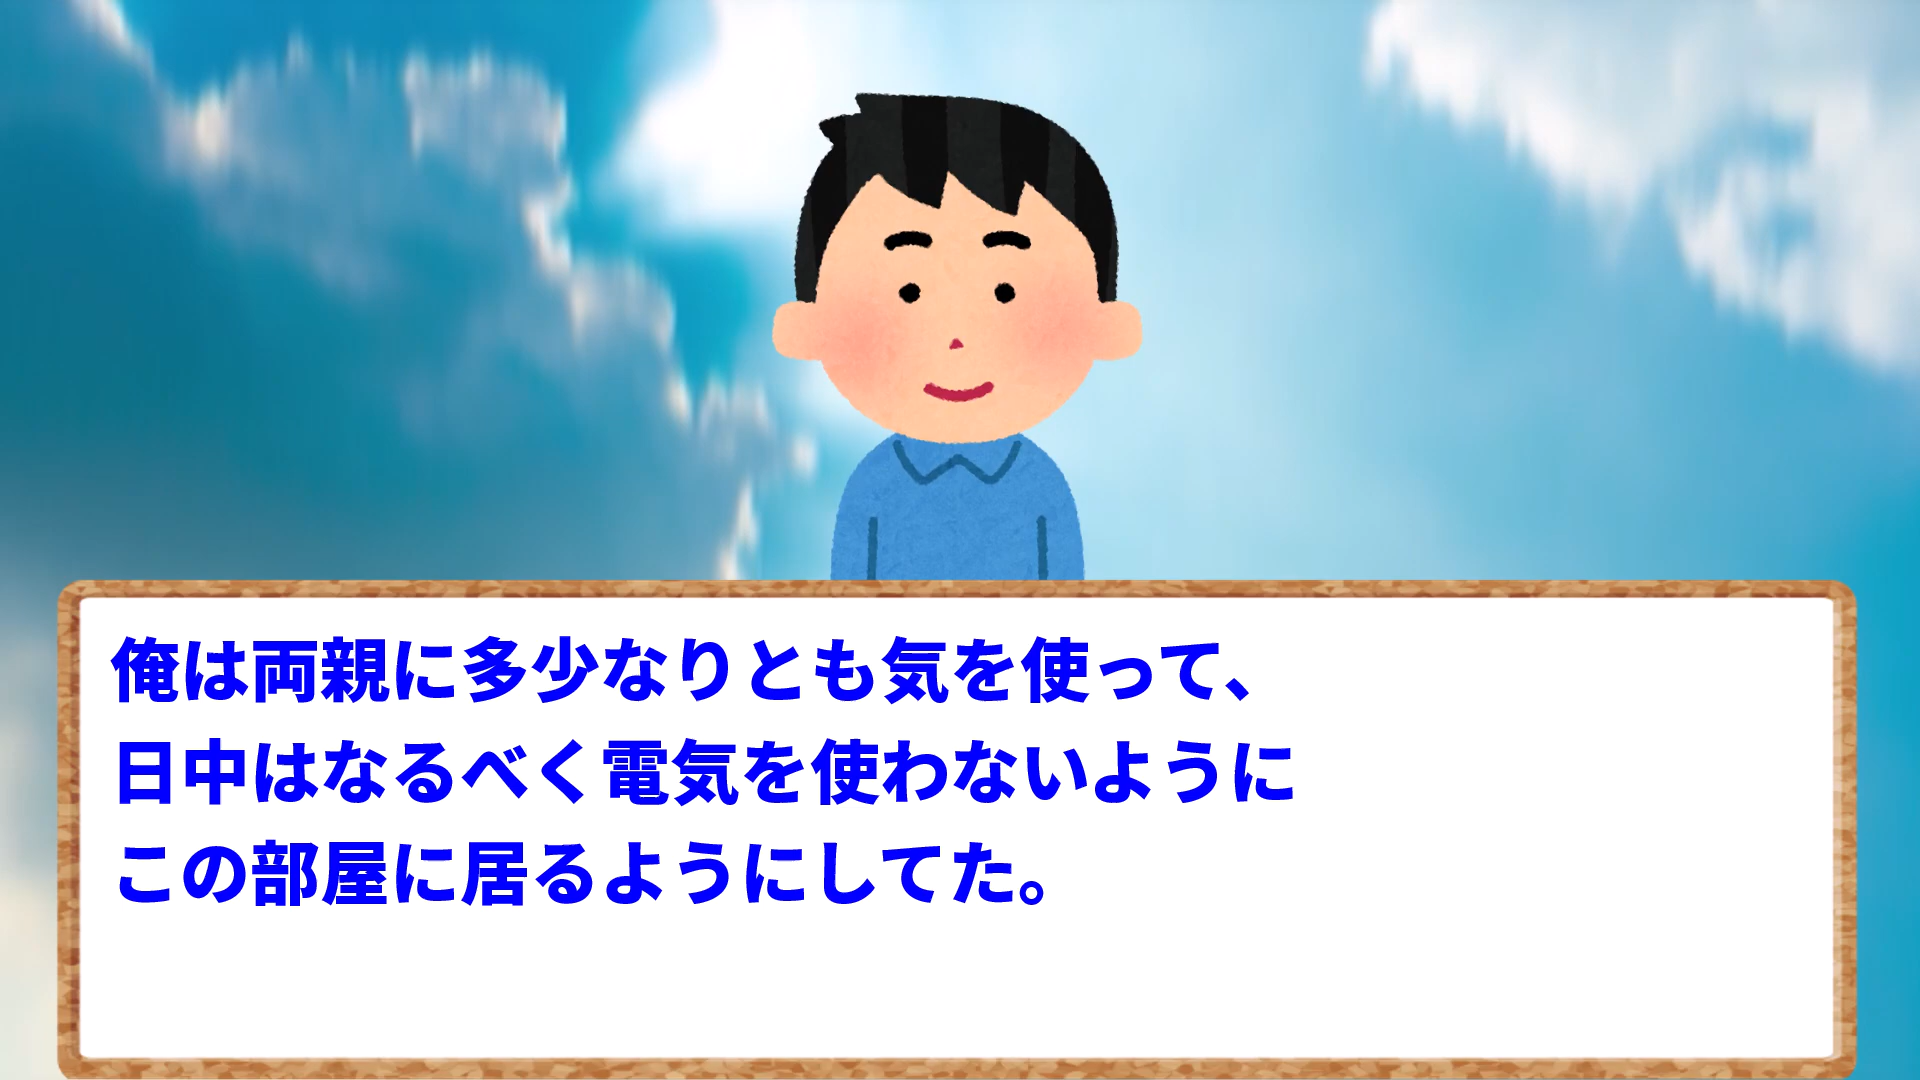 俺は両親に多少なりとも気を使って、
日中はなるべく電気を使わないように
この部屋に居るようにしてた。